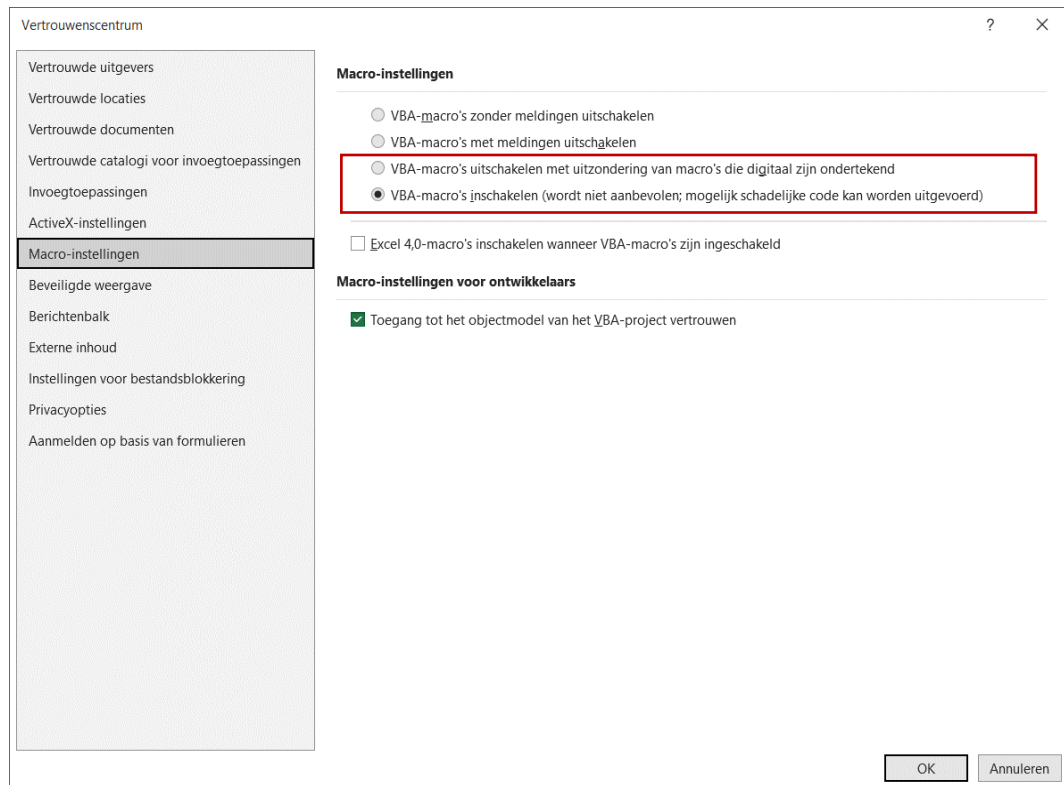 Vertrouwenscentrum
?
Vertrouwde uitgevers
Vertrouwde locaties
Vertrouwde documenten
Vertrouwde catalogi voor invoegtoepassingen
Invoegtoepassingen
ActiveX-instellingen
Macro-instellingen
Beveiligde weergave
Berichtenbalk
Externe inhoud
Instellingen voor bestandsblokkering
Privacyopties
Aanmelden op basis van formulieren
Macro-instellingen
VBA-macro's zonder meldingen uitschakelen
VBA-macro's met meldingen uitschakelen
VBA-macro's uitschakelen met uitzondering van macro's die digitaal zijn ondertekend
VBA-macro's inschakelen (wordt niet aanbevolen; mogelijk schadelijke code kan worden uitgevoerd)
Excel 4,0-macro's inschakelen wanneer VBA-macro's zijn ingeschakeld
Macro-instellingen voor ontwikkelaars
Toegang tot het objectmodel van het VBA-project vertrouwen
OK
Annuleren